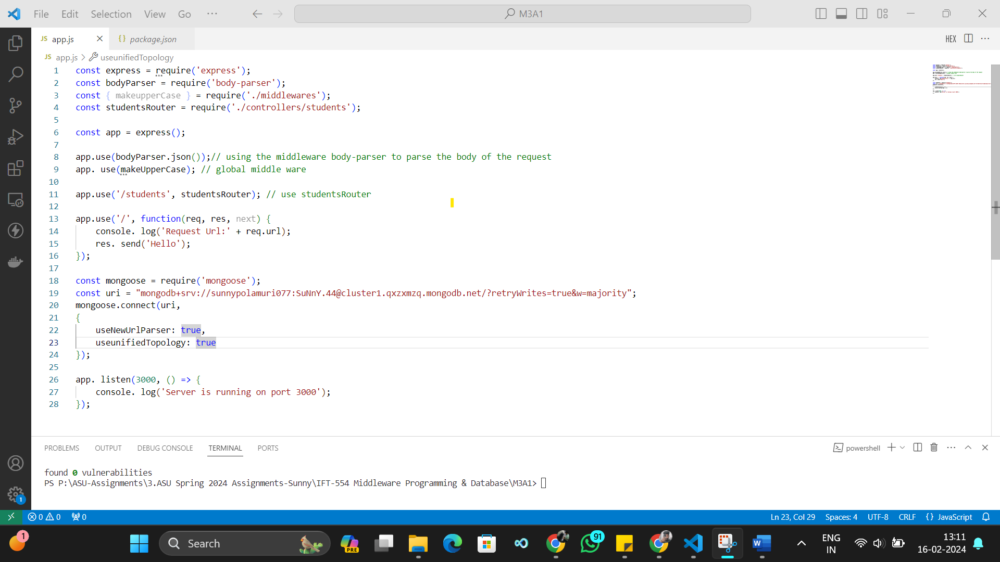 File Edit Selection View Go ··· M3A1
JS app.js {} package.json HEX ···
JS app.js > useunifiedTopology
1 const express = require('express');
2 const bodyParser = require('body-parser');
3 const { makeupperCase } = require('./middlewares');
4 const studentsRouter = require('./controllers/students');
5
6 const app = express();
7
8 app.use(bodyParser.json());// using the middleware body-parser to parse the body of the request
9 app. use(makeUpperCase); // global middle ware
10
11 app.use('/students', studentsRouter); // use studentsRouter
12
13 app.use('/', function(req, res, next) {
14 console. log('Request Url:' + req.url);
15 res. send('Hello');
16 });
17
18 const mongoose = require('mongoose');
19 const uri = "mongodb+srv://sunnypolamuri077:SuNnY.44@cluster1.qxzxmzq.mongodb.net/?retryWrites=true&w=majority";
20 mongoose.connect(uri,
21 {
22 useNewUrlParser: true,
23 useunifiedTopology: true
24 });
25
26 app. listen(3000, () => {
27 console. log('Server is running on port 3000');
28 });
PROBLEMS OUTPUT DEBUG CONSOLE TERMINAL PORTS powershell
found 0 vulnerabilities
PS P:\ASU-Assignments\3.ASU Spring 2024 Assignments-Sunny\IFT-554 Middleware Programming & Database\M3A1>
1
0 0 0 Ln 23, Col 29 Spaces: 4 UTF-8 CRLF {} JavaScript
1 Search PRE 91 W ENG IN 13:11 16-02-2024